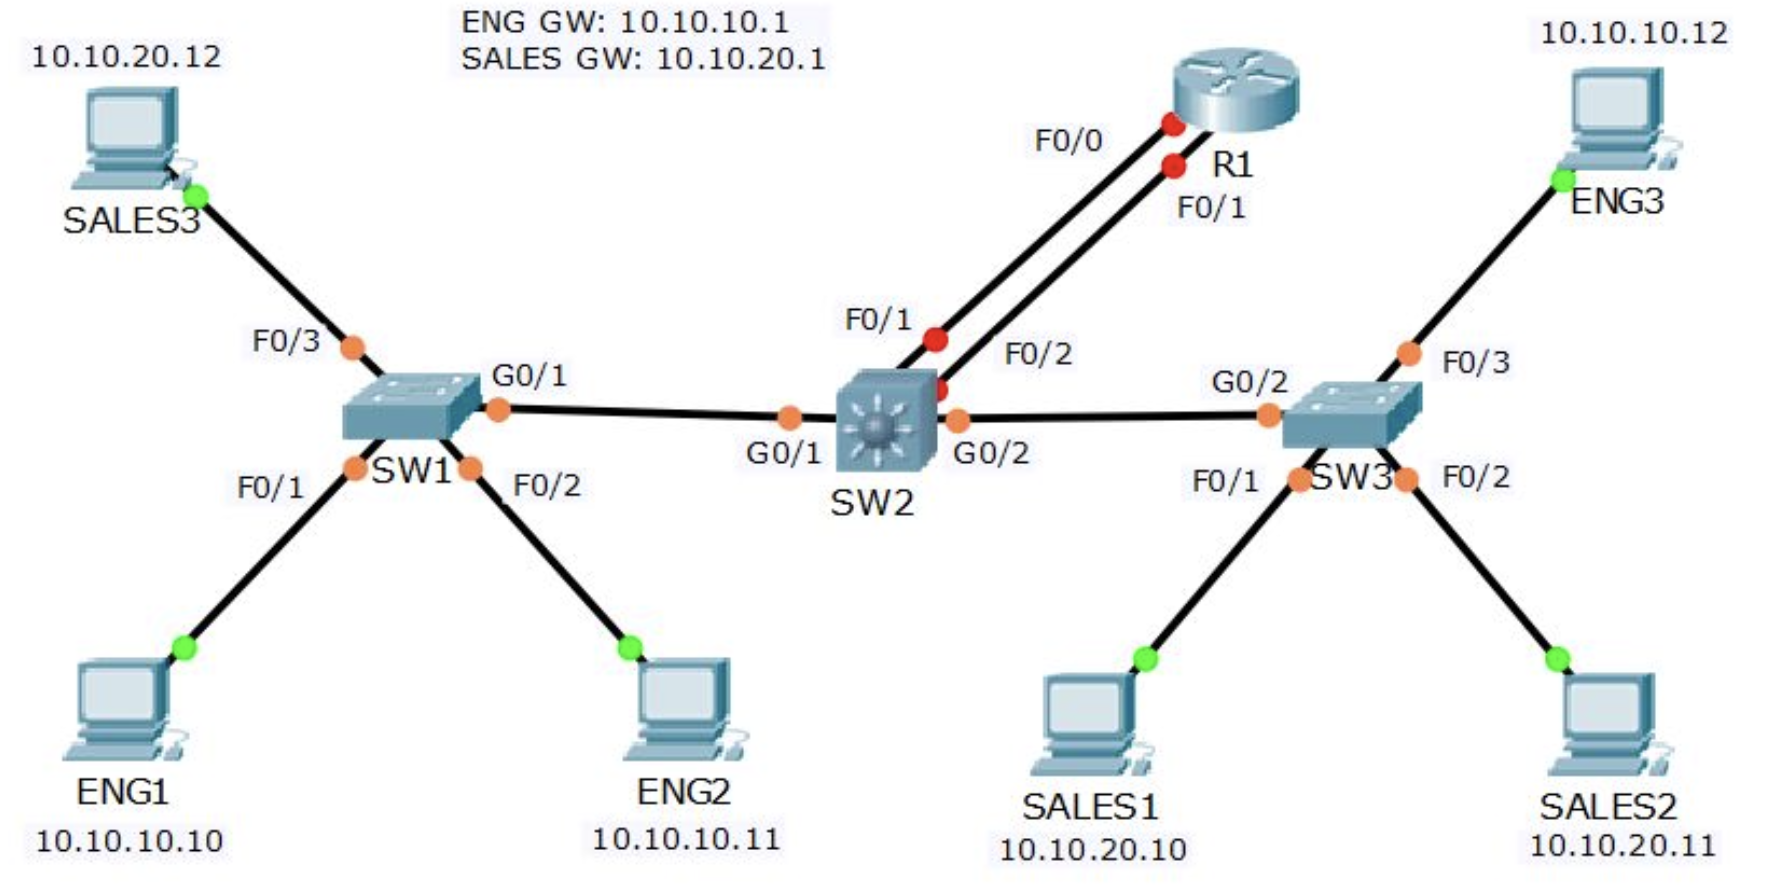 ENG GW: 10.10.10.1
SALES GW: 10.10.20.1
10.10.20.12
SALES3
10.10.10.12
ENG3
R1
F0/0
F0/1
F0/1
F0/2
F0/3
G0/1
SW1
F0/1
F0/2
G0/1
SW2
G0/2
G0/2
F0/3
SW3
F0/1
F0/2
ENG1
10.10.10.10
ENG2
10.10.10.11
SALES1
10.10.20.10
SALES2
10.10.20.11